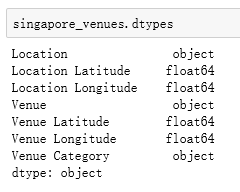 singapore_venues.dtypes
Location object
Location Latitude float64
Location Longitude float64
Venue object
Venue Latitude float64
Venue Longitude float64
Venue Category object
dtype: object